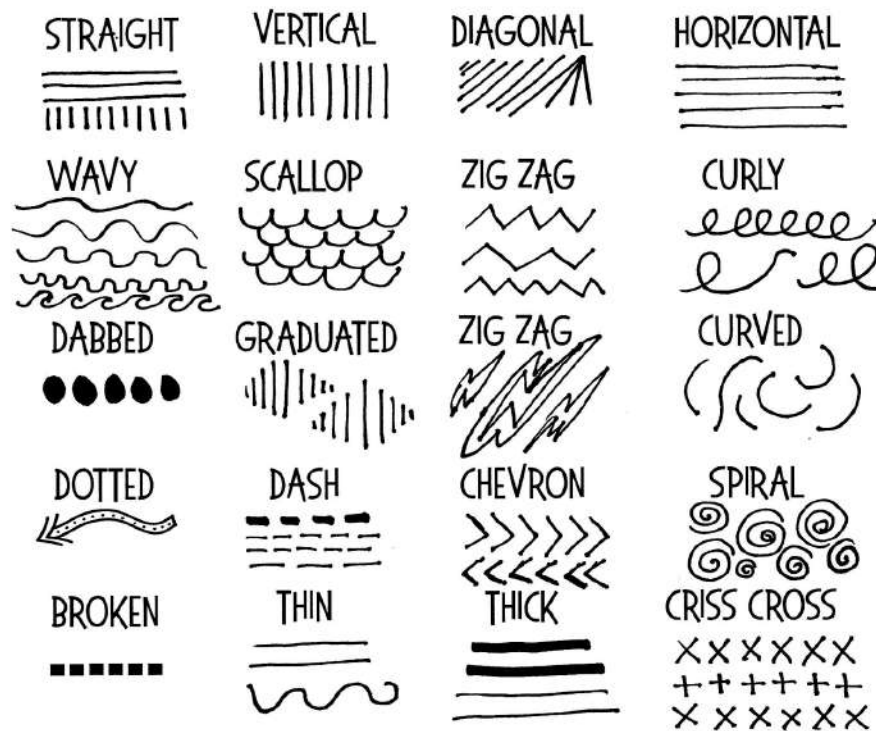 STRAIGHT VERTICAL DIAGONAL HORIZONTAL
WAVY SCALLOP ZIG ZAG CURLY
DABBED GRADUATED ZIG ZAG CURVED
DOTTED DASH CHEVRON SPIRAL
BROKEN THIN THICK CRISS CROSS